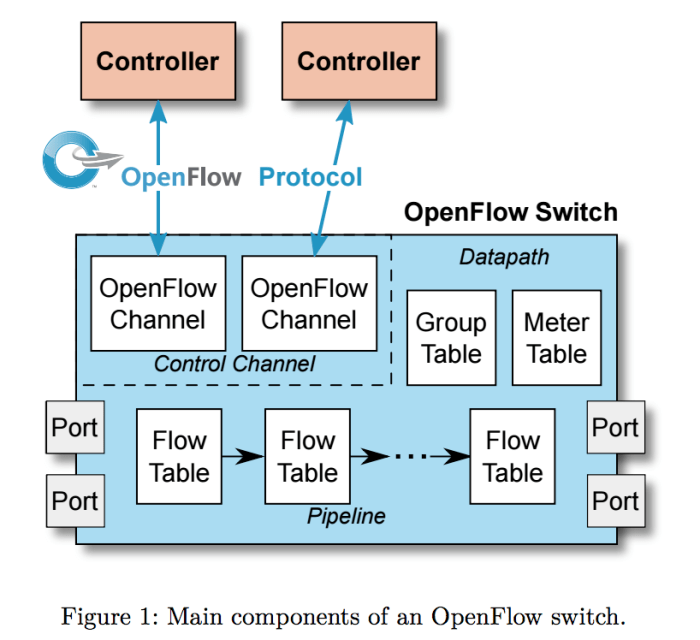 Controller
Controller
OpenFlow Protocol
™
OpenFlow Switch
OpenFlow
Channel
OpenFlow
Channel
Control Channel
Datapath
Group
Table
Meter
Table
Port
Port
Flow
Table
Flow
Table
...
Flow
Table
Pipeline
Port
Port
Figure 1: Main components of an OpenFlow switch.